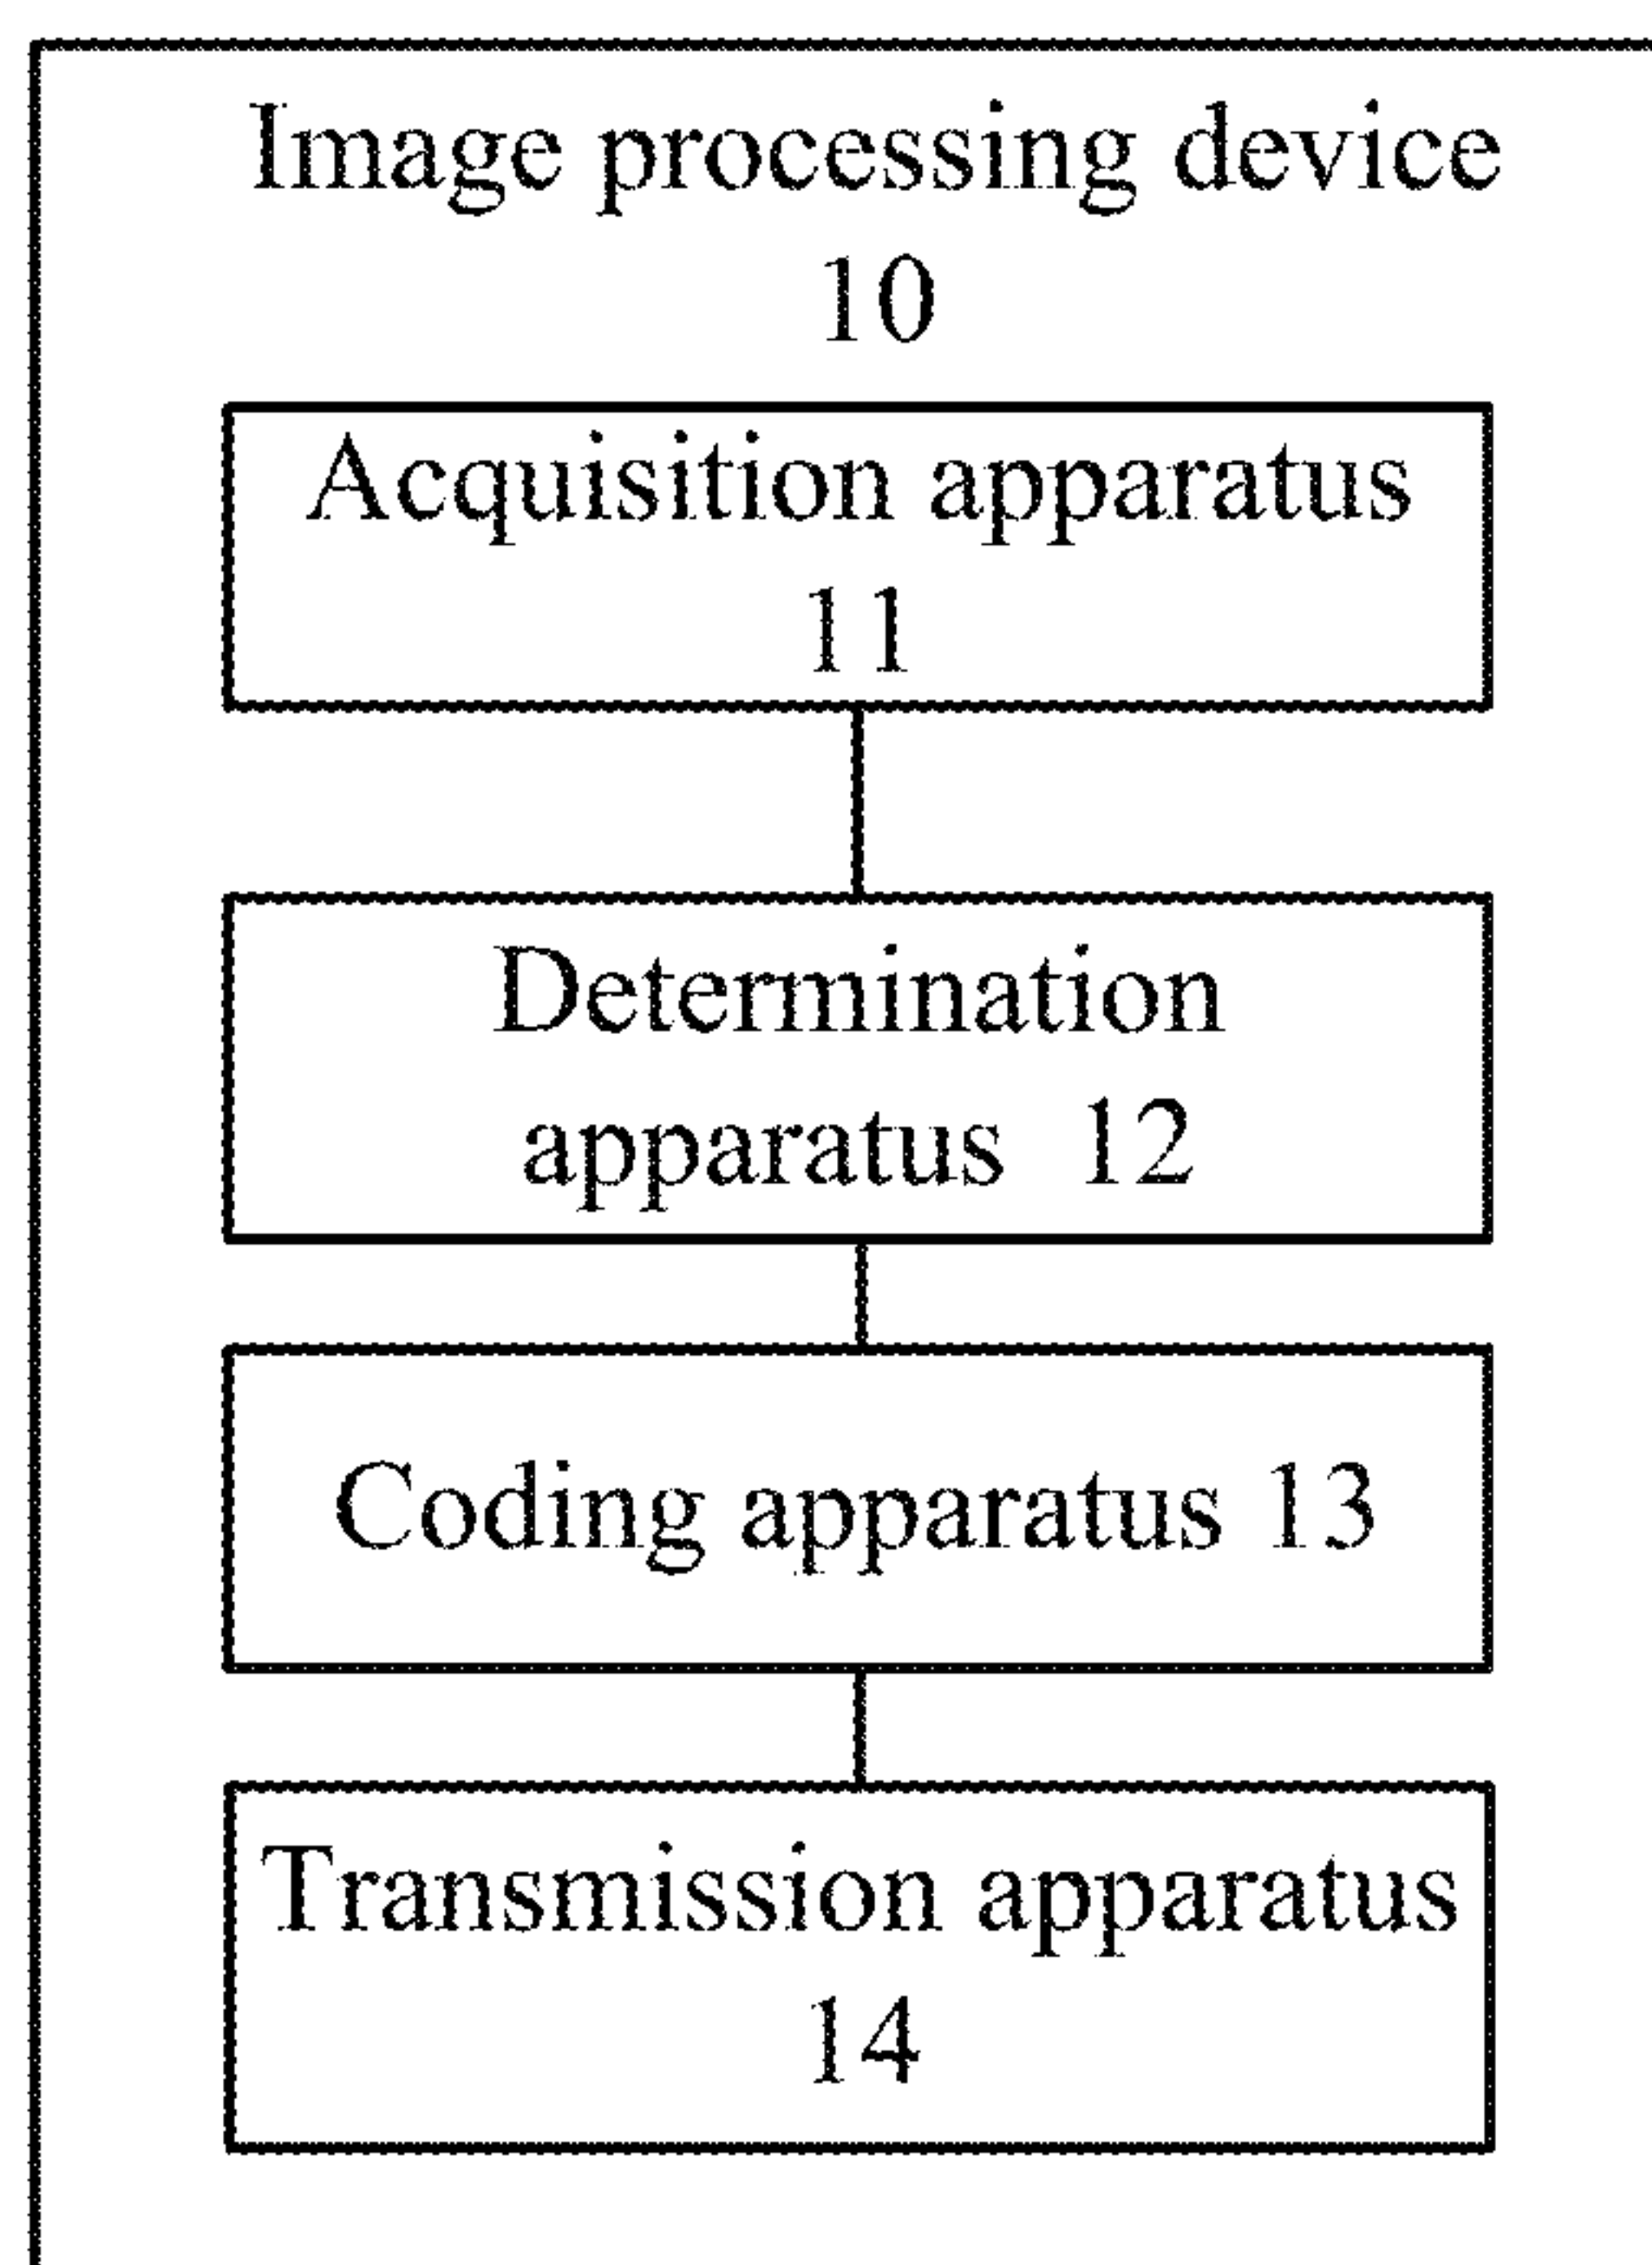 Image processing device
10
Acquisition apparatus
11
Determination
apparatus 12
Coding apparatus 13
Transmission apparatus
14